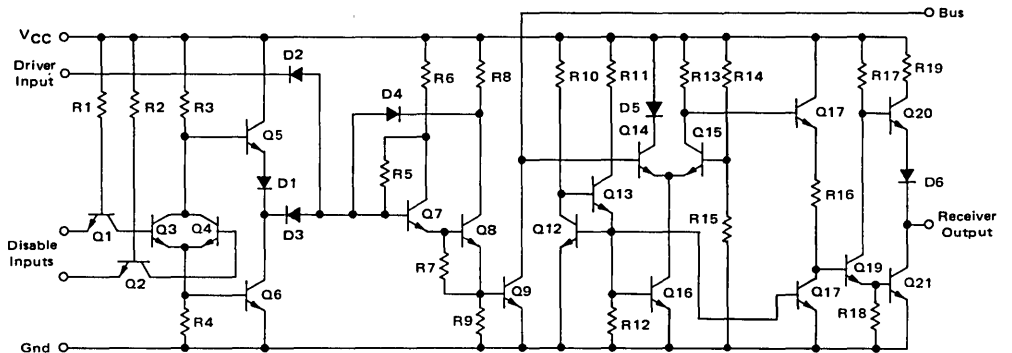 Bus
VCC
Driver
Input
D2
R1
R2
R3
D4
R6
R8
R10
R11
R13
R14
R17
R19
Q5
D5
Q14
Q15
Q17
Q20
D1
R5
D3
Q7
Q8
Q13
Q12
R16
D6
Disable
Inputs
Q1
Q3
Q4
Q2
R7
R15
Receiver
Output
Q6
Q9
Q16
Q17
Q19
Q21
R4
R9
R12
R18
Gnd